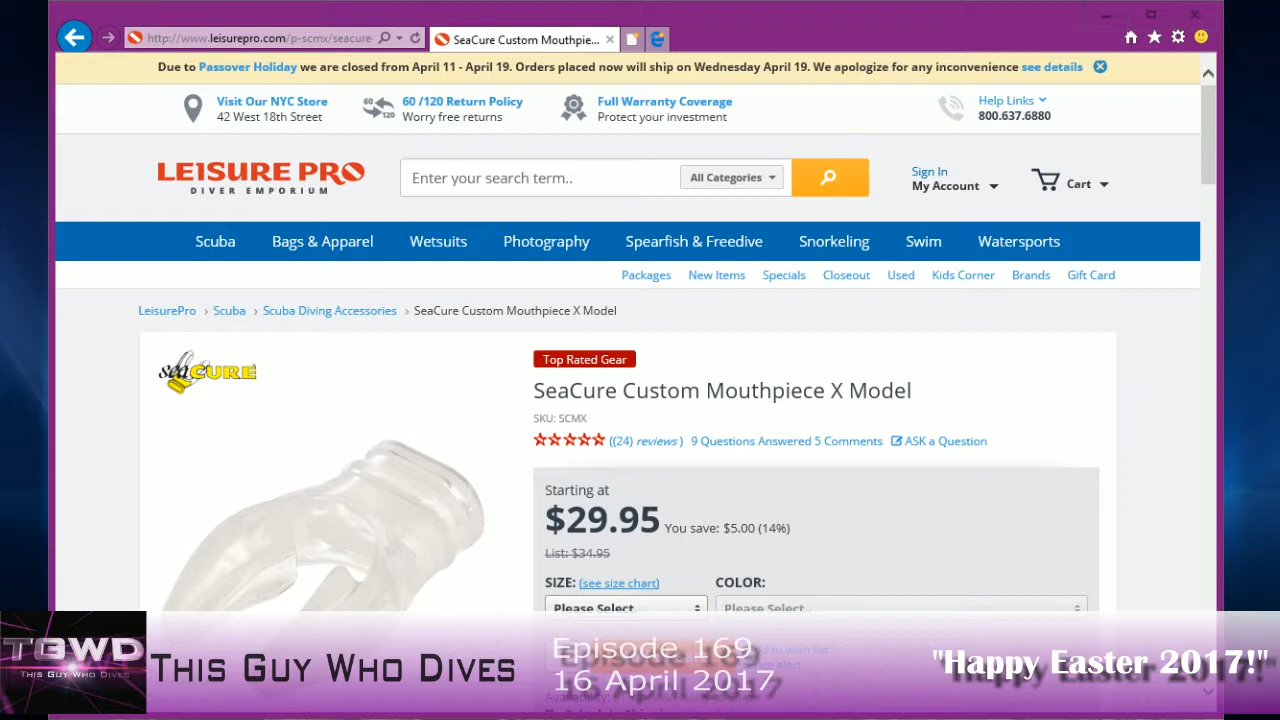 http://www.leisurepro.com/p-scmx/seacure-
SeaCure Custom Mouthpie...
Due to Passover Holiday we are closed from April 11 - April 19. Orders placed now will ship on Wednesday April 19. We apologize for any inconvenience see details
Visit Our NYC Store
42 West 18th Street
60
120
60 /120 Return Policy
Worry free returns
Full Warranty Coverage
Protect your investment
Help Links
800.637.6880
LEISURE PRO
DIVER EMPORIUM
Enter your search term..
All Categories
Sign In
My Account
Cart
Scuba Bags & Apparel Wetsuits Photography Spearfish & Freedive Snorkeling Swim Watersports
Packages New Items Specials Closeout Used Kids Corner Brands Gift Card
LeisurePro > Scuba > Scuba Diving Accessories > SeaCure Custom Mouthpiece X Model
seaCURE
Top Rated Gear
SeaCure Custom Mouthpiece X Model
SKU: SCMX
((24) reviews ) 9 Questions Answered 5 Comments ASK a Question
Starting at
$29.95 You save: $5.00 (14%)
List: $34.95
SIZE: (see size chart) COLOR:
Please Select.. Please Select..
TGWD
THIS GUY WHO DIVES
This Guy Who Dives
Episode 169
16 April 2017
"Happy Easter 2017!"